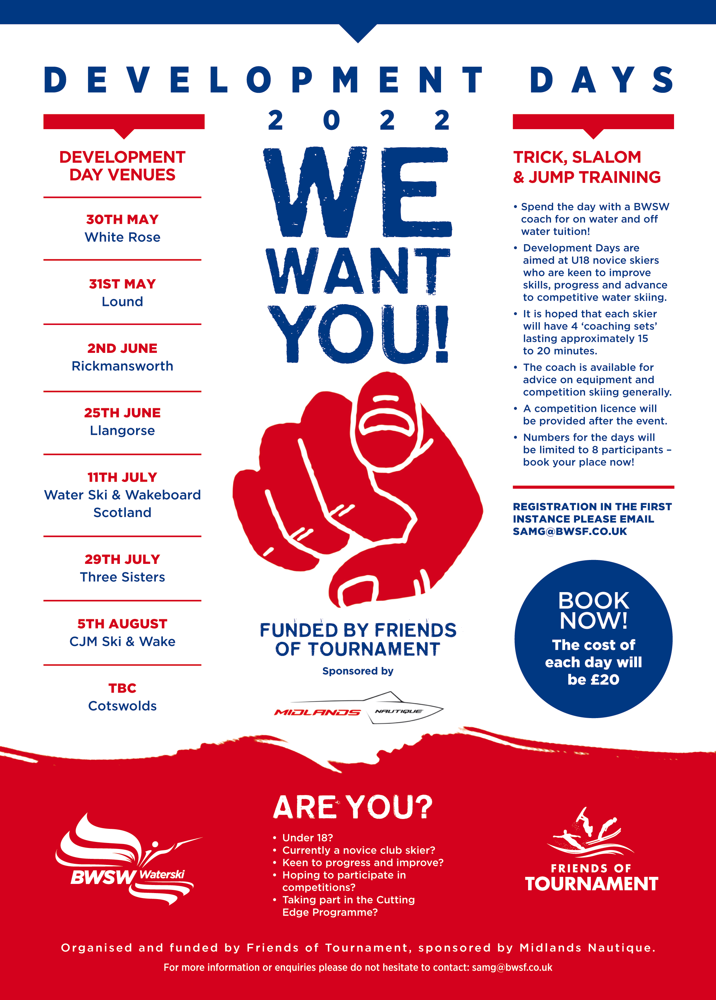 DEVELOPMENT DAYS
2022
DEVELOPMENT
DAY VENUES
30TH MAY
White Rose
31ST MAY
Lound
2ND JUNE
Rickmansworth
25TH JUNE
Llangorse
11TH JULY
Water Ski & Wakeboard
Scotland
29TH JULY
Three Sisters
5TH AUGUST
CJM Ski & Wake
TBC
Cotswolds
WE
WANT
YOU!
FUNDED BY FRIENDS
OF TOURNAMENT
Sponsored by
MIDLANDS NAUTIQUE
TRICK, SLALOM
& JUMP TRAINING
• Spend the day with a BWSW
coach for on water and off
water tuition!
• Development Days are
aimed at U18 novice skiers
who are keen to improve
skills, progress and advance
to competitive water skiing.
• It is hoped that each skier
will have 4 ‘coaching sets’
lasting approximately 15
to 20 minutes.
• The coach is available for
advice on equipment and
competition skiing generally.
• A competition licence will
be provided after the event.
• Numbers for the days will
be limited to 8 participants –
book your place now!
REGISTRATION IN THE FIRST
INSTANCE PLEASE EMAIL
SAMG@BWSF.CO.UK
BOOK
NOW!
The cost of
each day will
be £20
BWSW Waterski
ARE YOU?
• Under 18?
• Currently a novice club skier?
• Keen to progress and improve?
• Hoping to participate in
competitions?
• Taking part in the Cutting
Edge Programme?
FRIENDS OF
TOURNAMENT
Organised and funded by Friends of Tournament, sponsored by Midlands Nautique.
For more information or enquiries please do not hesitate to contact: samg@bwsf.co.uk